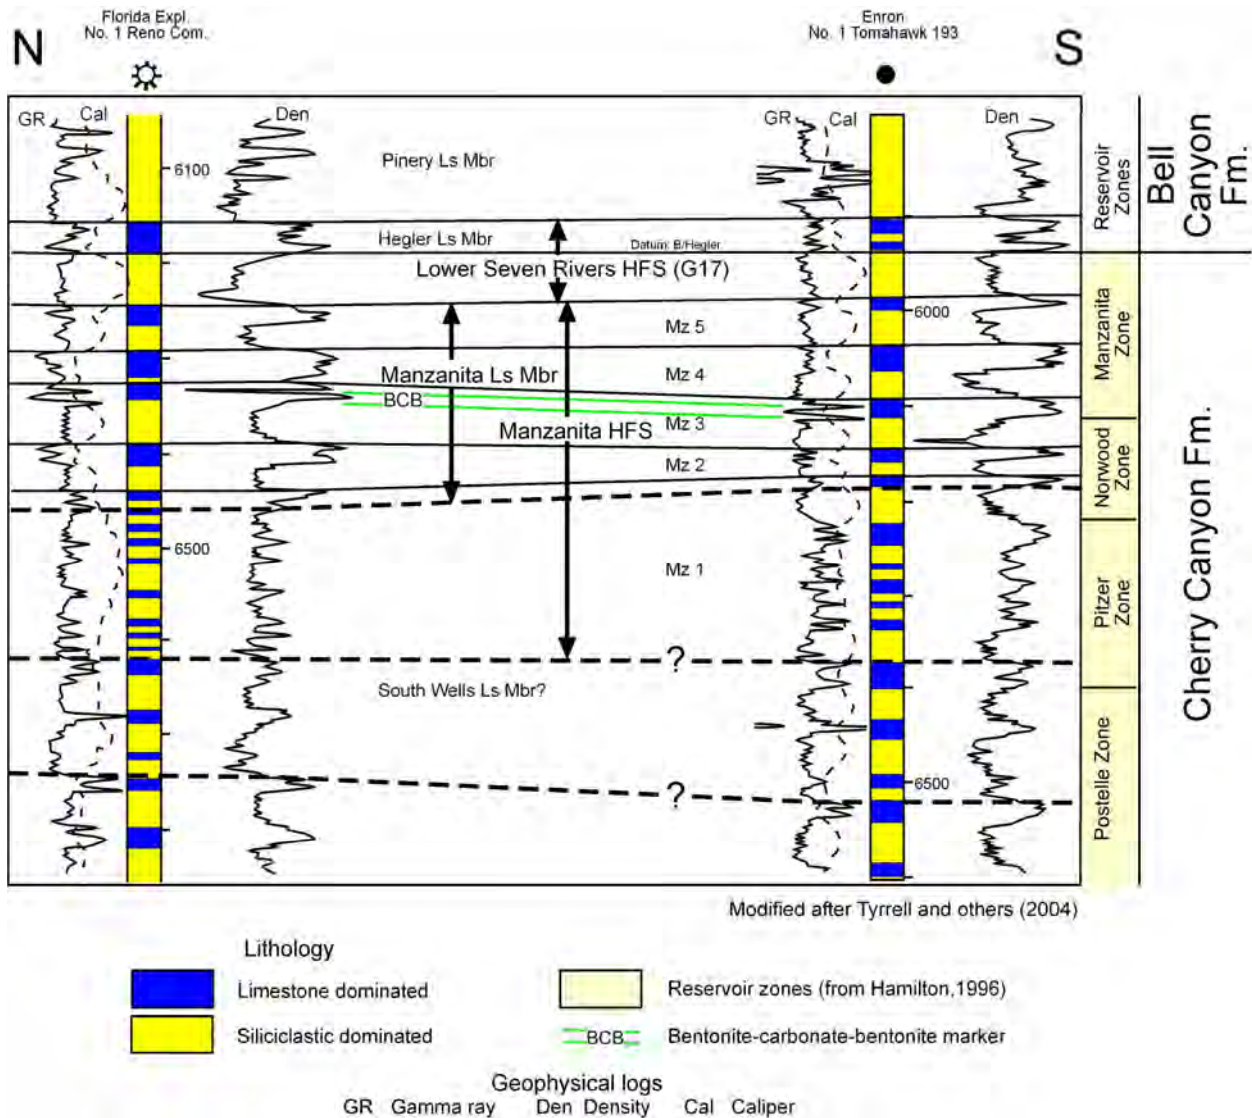 Florida Expl.
No. 1 Reno Com.
Enron
No. 1 Tomahawk 193
N
S
GR
Cal
Den
GR
Cal
Den
6100
Pinery Ls Mbr
Reservoir
Zones
Bell
Canyon
Fm.
Hegler Ls Mbr
Datum: B/Hegler
Lower Seven Rivers HFS (G17)
6000
Mz 5
Manzanita
Zone
Manzanita Ls Mbr
Mz 4
BCB
Mz 3
Manzanita HFS
Mz 2
Norwood
Zone
6500
Mz 1
Pitzer
Zone
Cherry Canyon Fm.
?
South Wells Ls Mbr?
?
6500
Postelle Zone
Modified after Tyrrell and others (2004)
Lithology
Limestone dominated
Siliciclastic dominated
Reservoir zones (from Hamilton,1996)
BCB
Bentonite-carbonate-bentonite marker
Geophysical logs
GR Gamma ray Den Density Cal Caliper